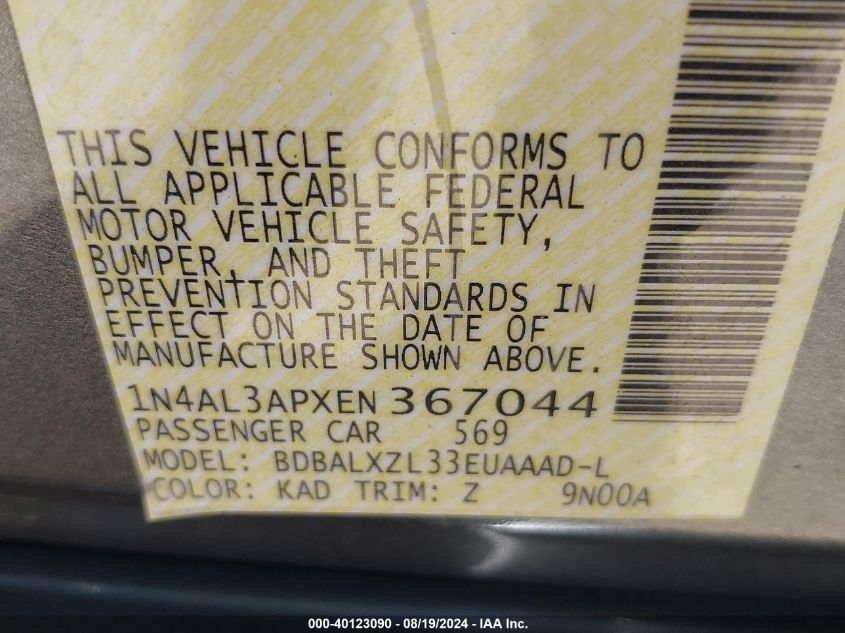 THIS VEHICLE CONFORMS TO
ALL APPLICABLE FEDERAL
MOTOR VEHICLE SAFETY,
BUMPER, AND THEFT
PREVENTION STANDARDS IN
EFFECT ON THE DATE OF
MANUFACTURE SHOWN ABOVE.
1N4AL3APXEN 367044
PASSENGER CAR 569
MODEL: BDBALXZL33EUAAAD-L
COLOR: KAD TRIM: Z 9N00A
000-40123090 - 08/19/2024 - IAA Inc.